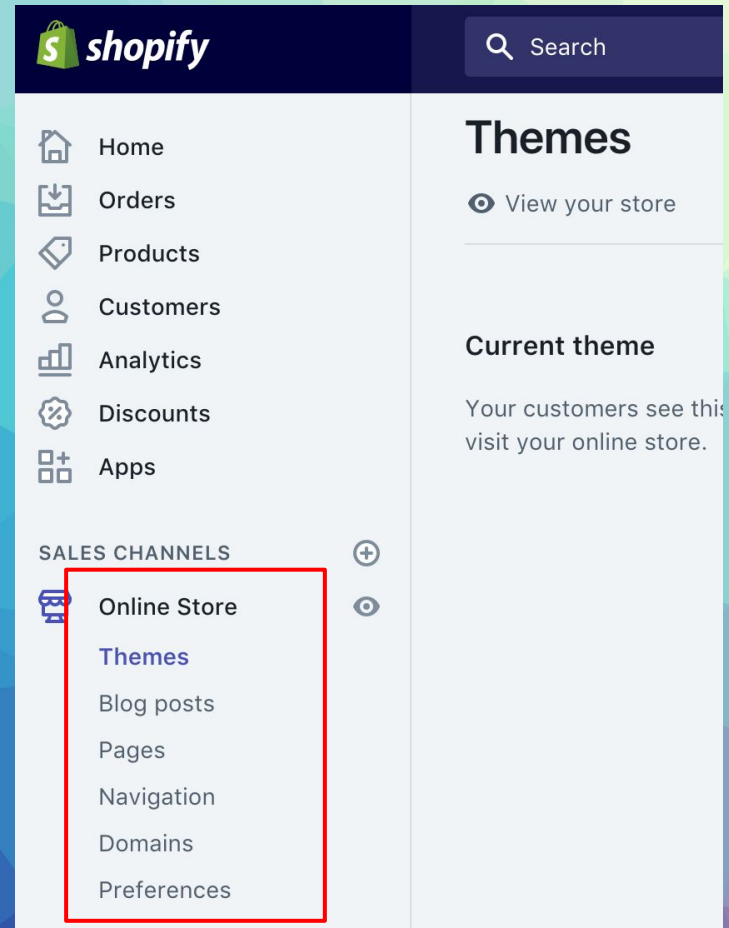 shopify
Search
Home
Orders
Products
Customers
Analytics
Discounts
Apps
SALES CHANNELS
Online Store
Themes
Blog posts
Pages
Navigation
Domains
Preferences
Themes
View your store
Current theme
Your customers see this
visit your online store.